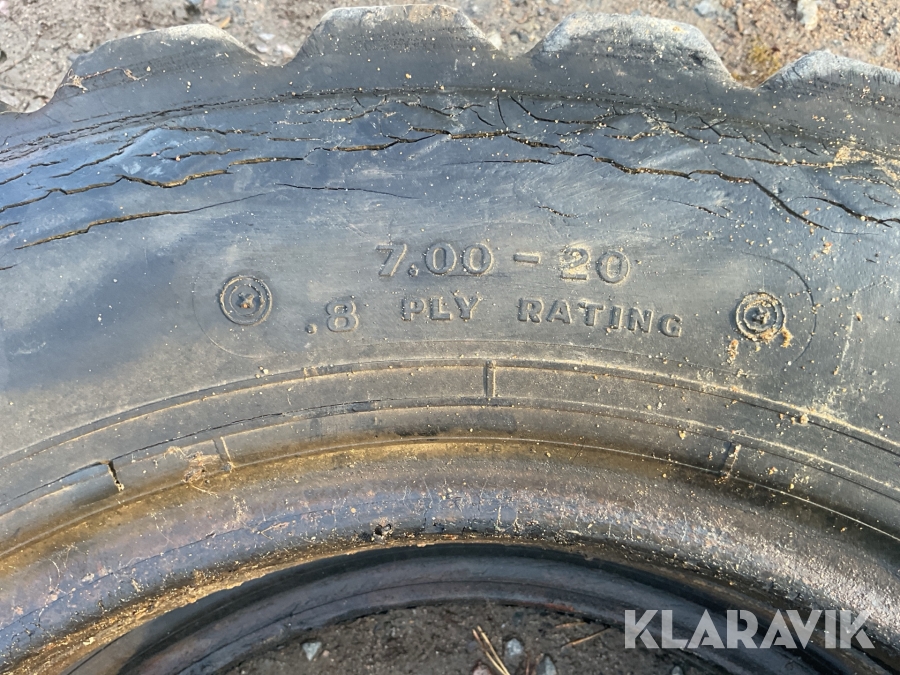 7.00 - 20
.8 PLY RATING
KLARAVIK